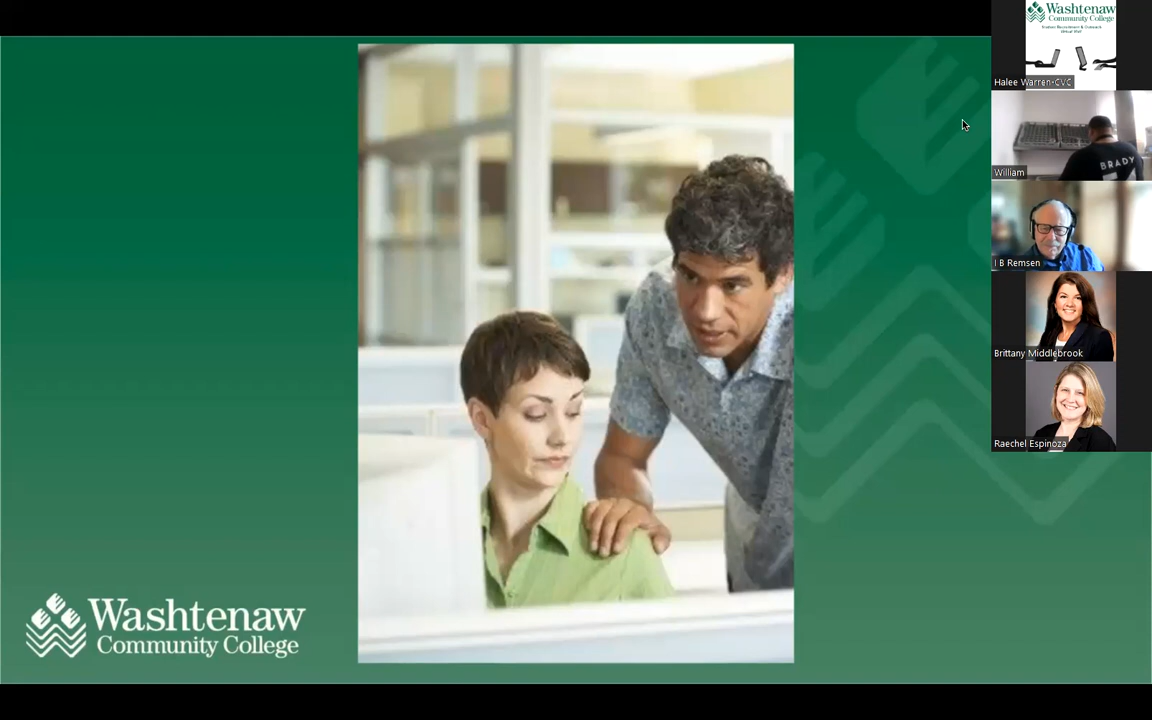 Washtenaw
Community College
Halee Warren-CVC
BRADY
William
I B Remsen
Brittany Middlebrook
Raechel Espinoza
Washtenaw
Community College